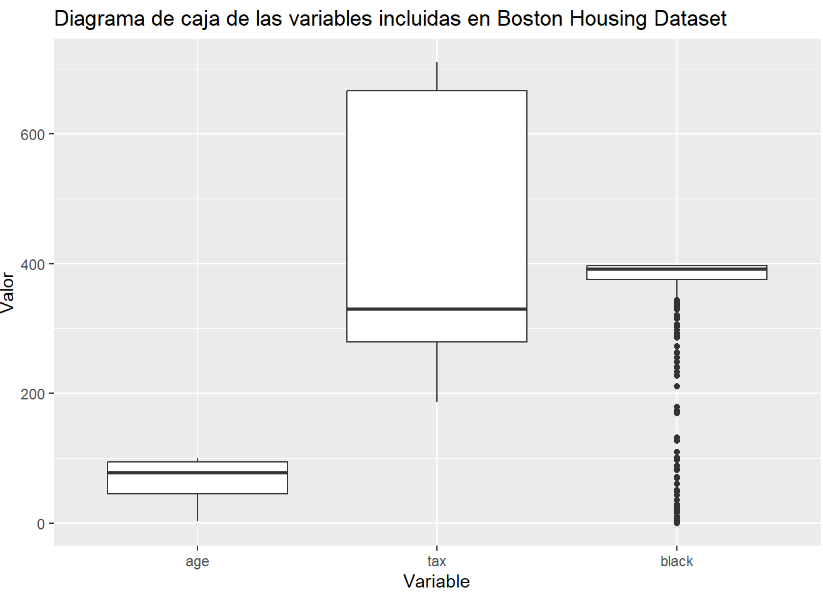 Diagrama de caja de las variables incluidas en Boston Housing Dataset
Valor
600
400
200
0
age
tax
black
Variable